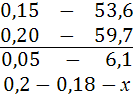 0,15 – 53,6
0,20 – 59,7
0,05 – 6,1
0,2 – 0,18 – x